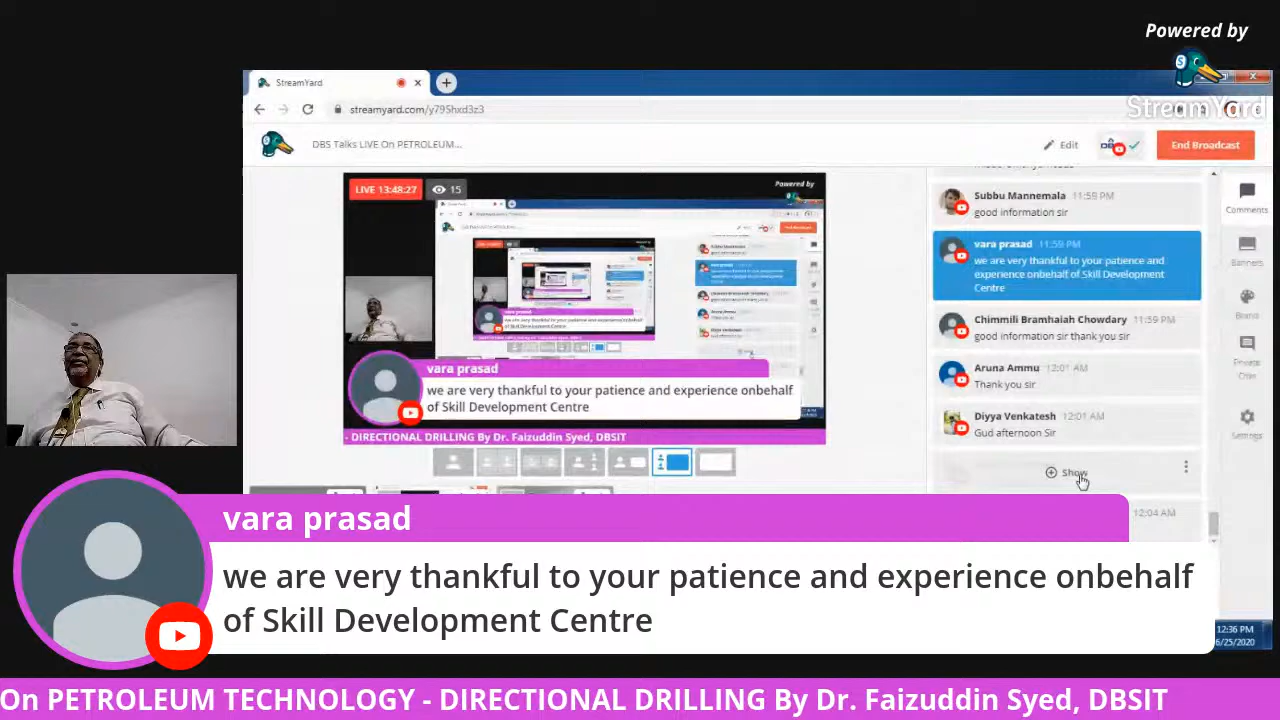 Powered by
StreamYard
StreamYard
streamyard.com/y795hxd3z3
DBS Talks LIVE On PETROLEUM...
Edit
End Broadcast
LIVE 13:48:27
15
Powered by
vara prasad
we are very thankful to your patience and experience onbehalf
of Skill Development Centre
- DIRECTIONAL DRILLING By Dr. Faizuddin Syed, DBSIT
Subbu Mannemala 11:59 PM
good information sir
vara prasad 11:59 PM
we are very thankful to your patience and
experience onbehalf of Skill Development
Centre
Chimmili Bramhaiah Chowdary 11:59 PM
good information sir thank you sir
Aruna Ammu 12:01 AM
Thank you sir
Diyya Venkatesh 12:01 AM
Gud afternoon Sir
Show
12:04 AM
Comments
Banners
Brand
Private
Chat
Settings
vara prasad
we are very thankful to your patience and experience onbehalf
of Skill Development Centre
12:36 PM
6/25/2020
On PETROLEUM TECHNOLOGY - DIRECTIONAL DRILLING By Dr. Faizuddin Syed, DBSIT